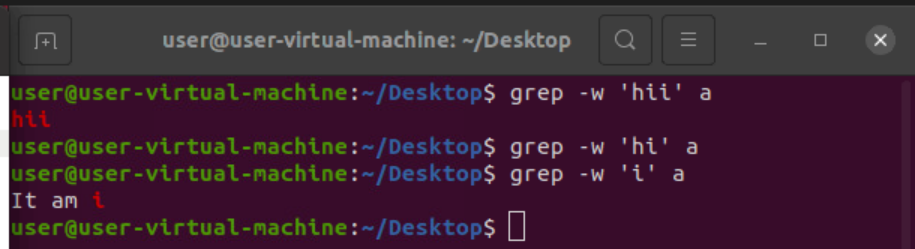 user@user-virtual-machine: ~/Desktop
user@user-virtual-machine:~/Desktop$ grep -w 'hii' a
hii
user@user-virtual-machine:~/Desktop$ grep -w 'hi' a
user@user-virtual-machine:~/Desktop$ grep -w 'i' a
It am i
user@user-virtual-machine:~/Desktop$